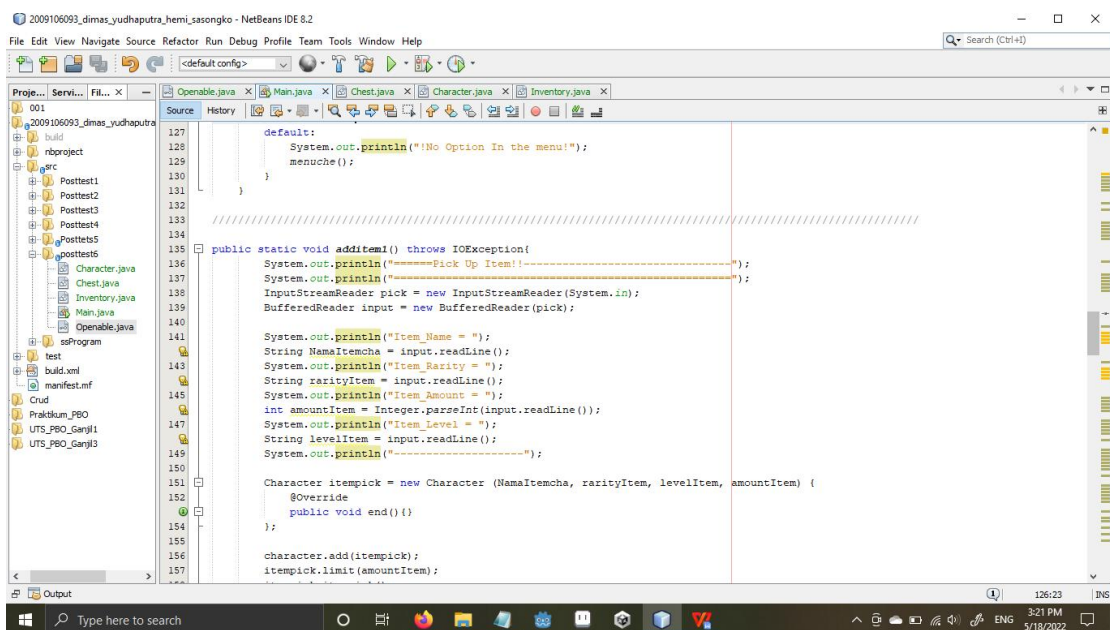 2009106093_dimas_yudhaputra_hemi_sasongko - NetBeans IDE 8.2
File Edit View Navigate Source Refactor Run Debug Profile Team Tools Window Help
Search (Ctrl+I)
<default config>
Proje... Servi... Fil... X
Openable.java Main.java Chest.java Character.java Inventory.java
001
2009106093_dimas_yudhaputra
build
nbproject
src
Posttest1
Posttest2
Posttest3
Posttest4
Posttets5
posttest6
Character.java
Chest.java
Inventory.java
Main.java
Openable.java
ssProgram
test
build.xml
manifest.mf
Crud
Praktikum_PBO
UTS_PBO_Ganjil1
UTS_PBO_Ganjil3
Source History
127 default:
128 System.out.println("!No Option In the menu!");
129 menuche();
130 }
131 }
132
133 ////////////////////////////////////////////////////////////////////////////////////////////////////////////
134
135 public static void additem1() throws IOException{
136 System.out.println("======Pick Up Item!!--------------------------------");
137 System.out.println("====================================================");
138 InputStreamReader pick = new InputStreamReader(System.in);
139 BufferedReader input = new BufferedReader(pick);
140
141 System.out.println("Item_Name = ");
String NamaItemcha = input.readLine();
143 System.out.println("Item_Rarity = ");
String rarityItem = input.readLine();
145 System.out.println("Item_Amount = ");
int amountItem = Integer.parseInt(input.readLine());
147 System.out.println("Item_Level = ");
String levelItem = input.readLine();
149 System.out.println("--------------------");
150
151 Character itempick = new Character (NamaItemcha, rarityItem, levelItem, amountItem) {
152 @Override
public void end(){}
154 };
155
156 character.add(itempick);
157 itempick.limit(amountItem);
Output
1 126:23 INS
Type here to search
ENG
3:21 PM
5/18/2022